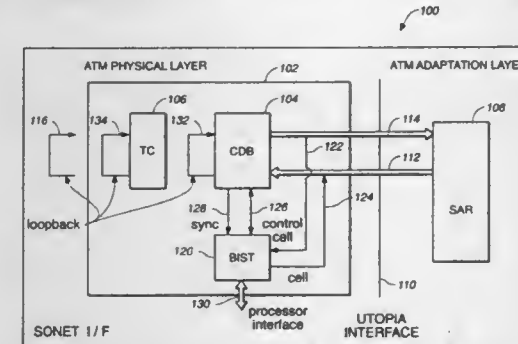 100
ATM PHYSICAL LAYER
102
ATM ADAPTATION LAYE
116
134
106
132
104
108
TC
CDB
114
122
112
124
SAR
loopback
128
126
sync
control
cell
120
BIST
cell
130
110
processor
interface
SONET I/F
UTOPIA
INTERFACE